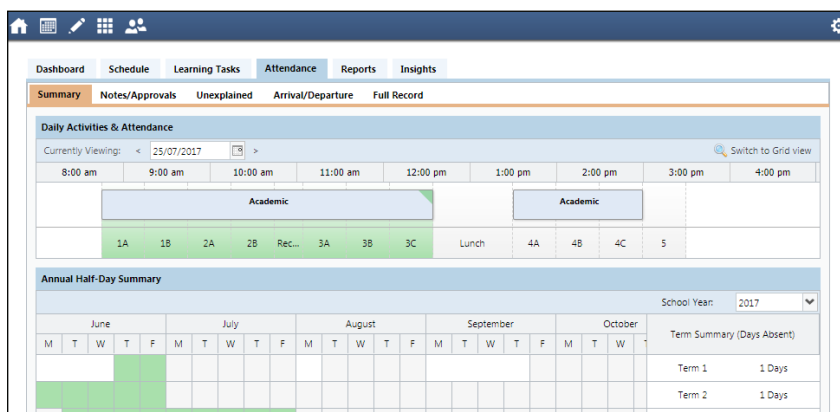 Dashboard Schedule Learning Tasks Attendance Reports Insights
Summary Notes/Approvals Unexplained Arrival/Departure Full Record
Daily Activities & Attendance
Currently Viewing: < 25/07/2017 > Switch to Grid view
8:00 am 9:00 am 10:00 am 11:00 am 12:00 pm 1:00 pm 2:00 pm 3:00 pm 4:00 pm
Academic Academic
1A 1B 2A 2B Rec... 3A 3B 3C Lunch 4A 4B 4C 5
Annual Half-Day Summary
School Year: 2017
June July August September October Term Summary (Days Absent)
M T W T F M T W T F M T W T F M T W T F M T W
Term 1 1 Days
Term 2 1 Days